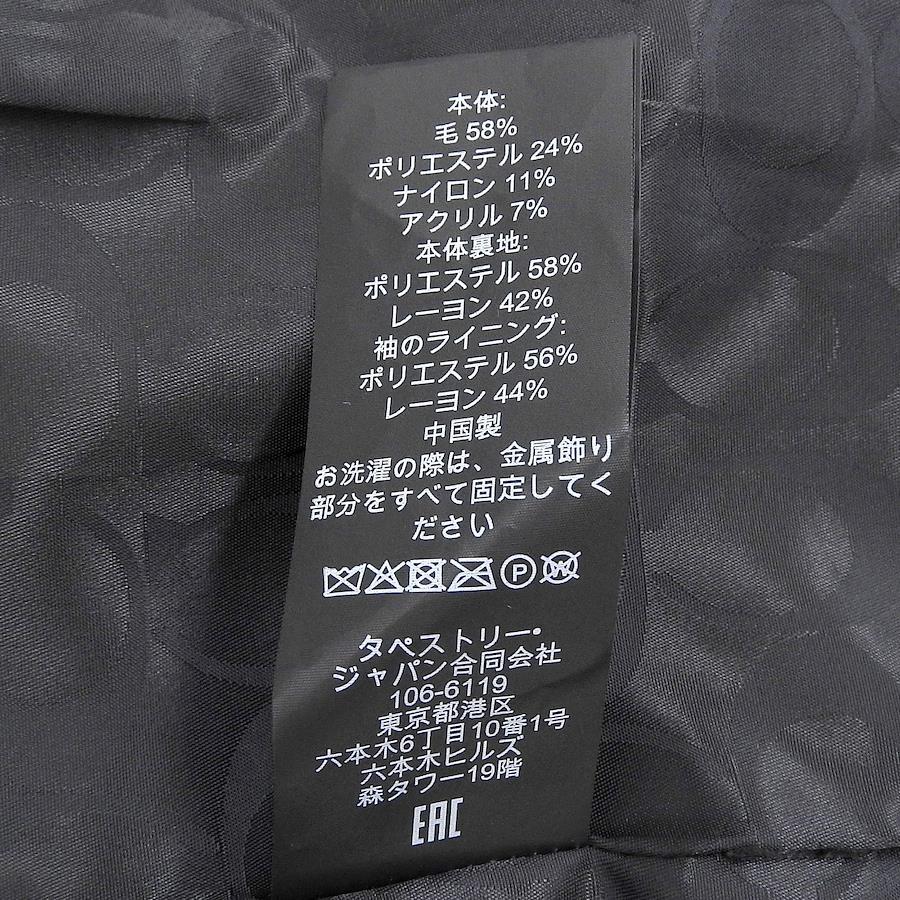 本体:
毛 58%
ポリエステル 24%
ナイロン 11%
アクリル 7%
本体裏地:
ポリエステル 58%
レーヨン 42%
袖のライニング:
ポリエステル 56%
レーヨン 44%
中国製
お洗濯の際は、金属飾り
部分をすべて固定してく
ださい
P W
タペストリー・
ジャパン合同会社
106-6119
東京都港区
六本木6丁目10番1号
六本木ヒルズ
森タワー19階
EAC